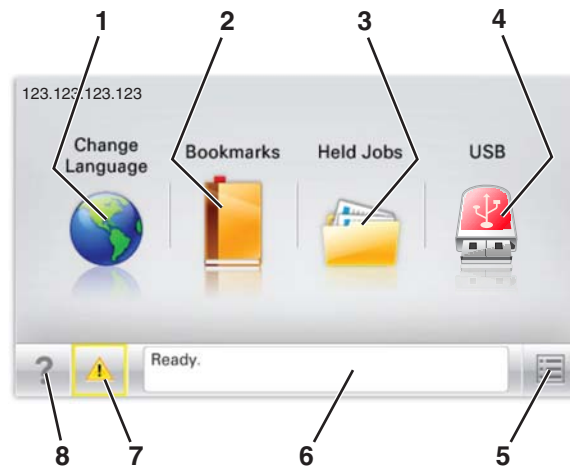 1 2 3 4
123.123.123.123
Change
Language
Bookmarks
Held Jobs
USB
?
!
Ready.
8 7 6 5